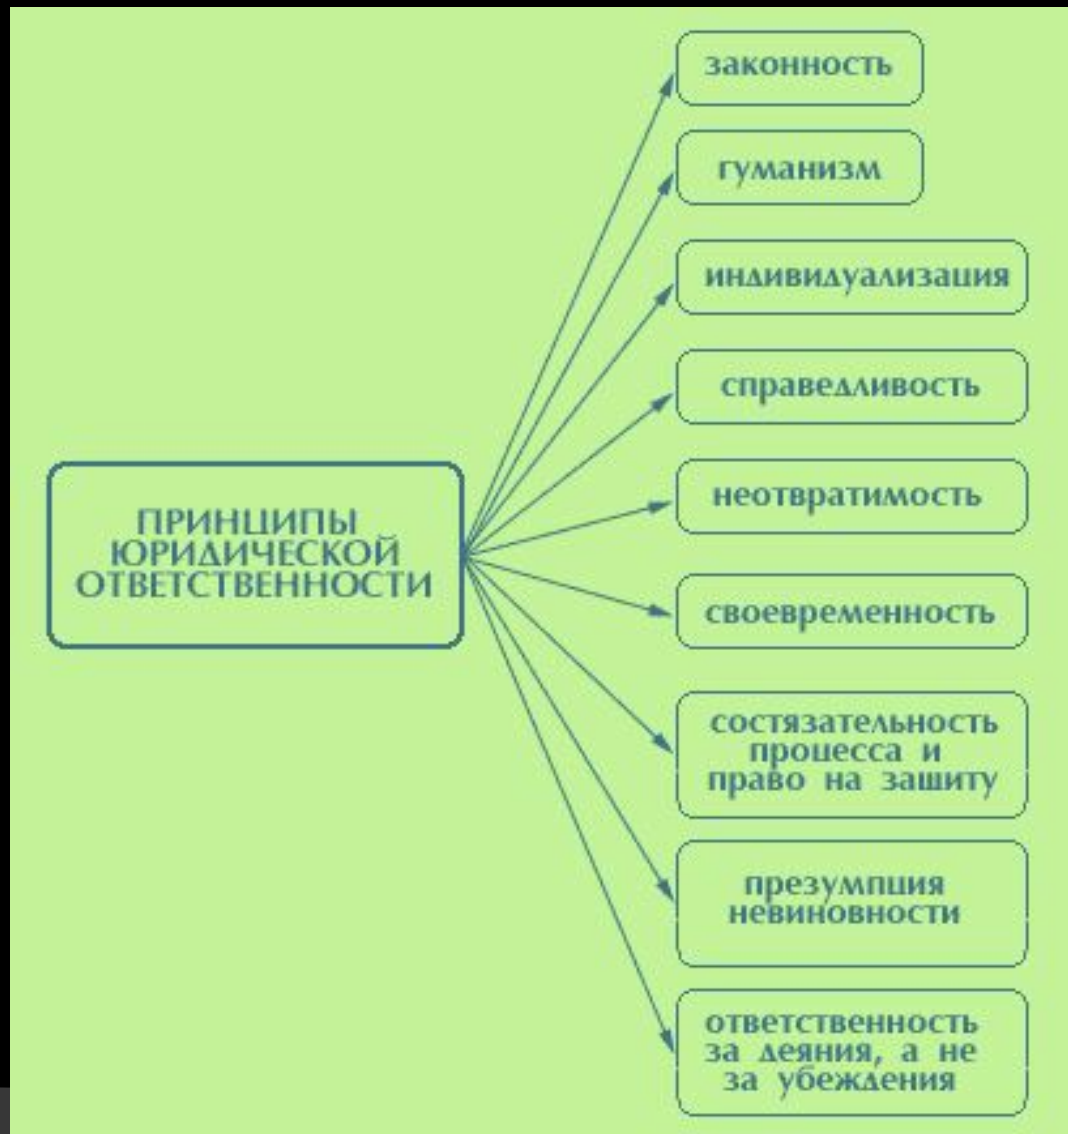 законность
гуманизм
индивидуализация
справедливость
неотвратимость
ПРИНЦИПЫ
ЮРИДИЧЕСКОЙ
ОТВЕТСТВЕННОСТИ
своевременность
состязательность
процесса и
право на защиту
презумпция
невиновности
ответственность
за деяния, а не
за убеждения